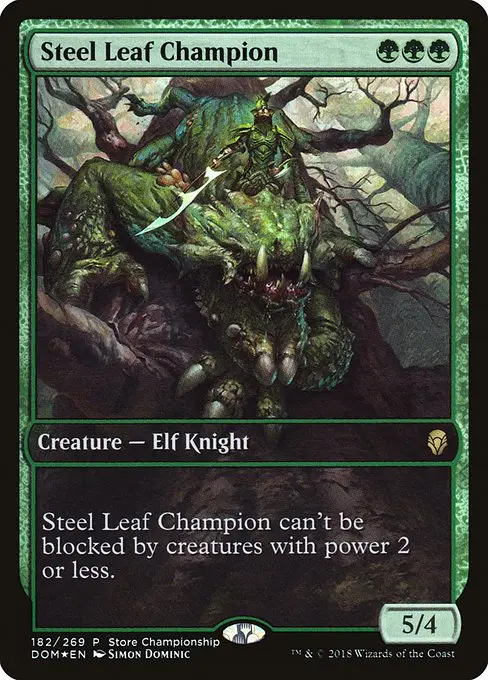 Steel Leaf Champion
Creature — Elf Knight
Steel Leaf Champion can't be
blocked by creatures with power 2
or less.
5/4
182/269 P Store Championship
DOM★EN Simon Dominic
™ & © 2018 Wizards of the Coast